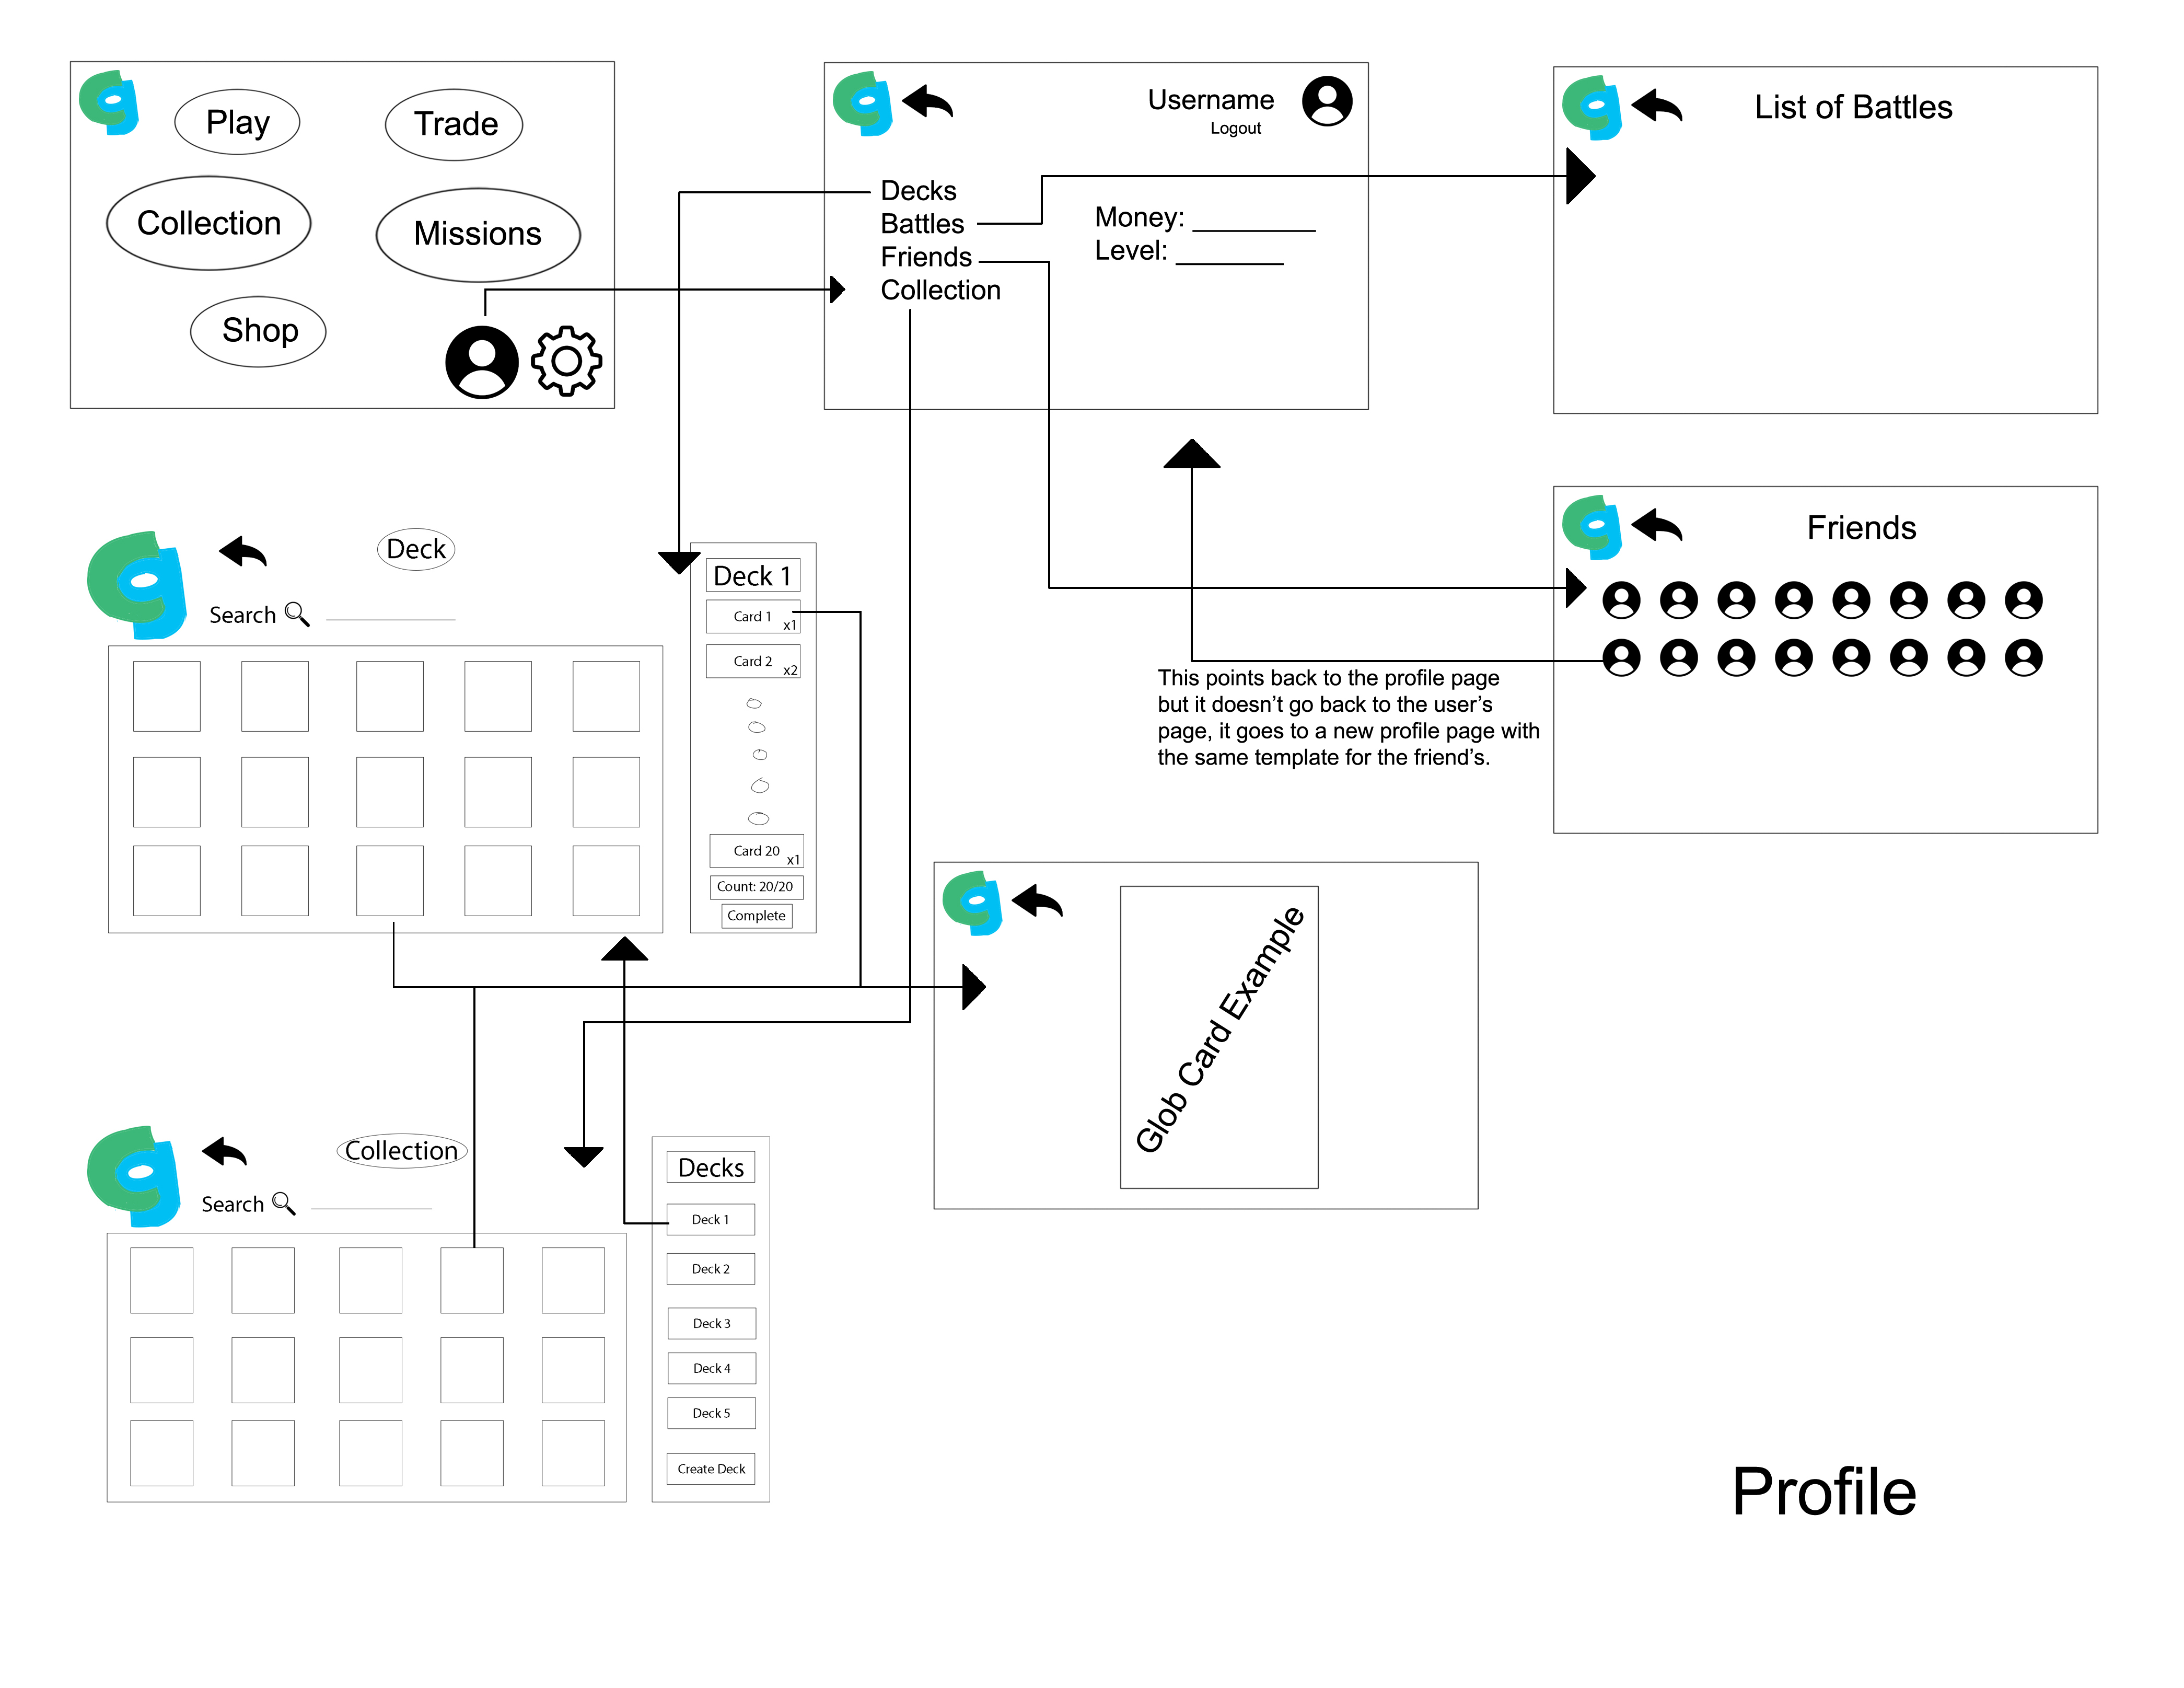 Play
Trade
Collection
Missions
Shop
Username
Logout
Decks
Battles
Friends
Collection
Money:
Level:
List of Battles
Deck
Search
Deck 1
Card 1
x1
Card 2
x2
Card 20
x1
Count: 20/20
Complete
Friends
This points back to the profile page
but it doesn’t go back to the user’s
page, it goes to a new profile page with
the same template for the friend’s.
Glob Card Example
Collection
Search
Decks
Deck 1
Deck 2
Deck 3
Deck 4
Deck 5
Create Deck
Profile